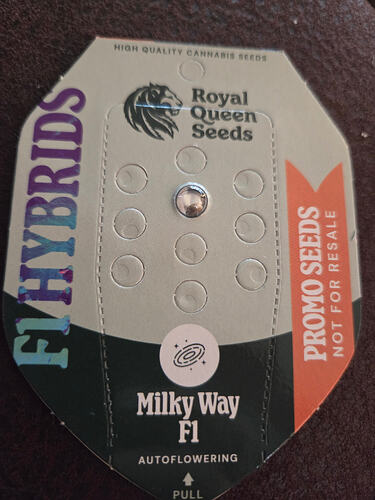 HIGH QUALITY CANNABIS SEEDS
Royal
Queen
Seeds
F1 HYBRIDS
PROMO SEEDS
NOT FOR RESALE
Milky Way
F1
AUTOFLOWERING
PULL